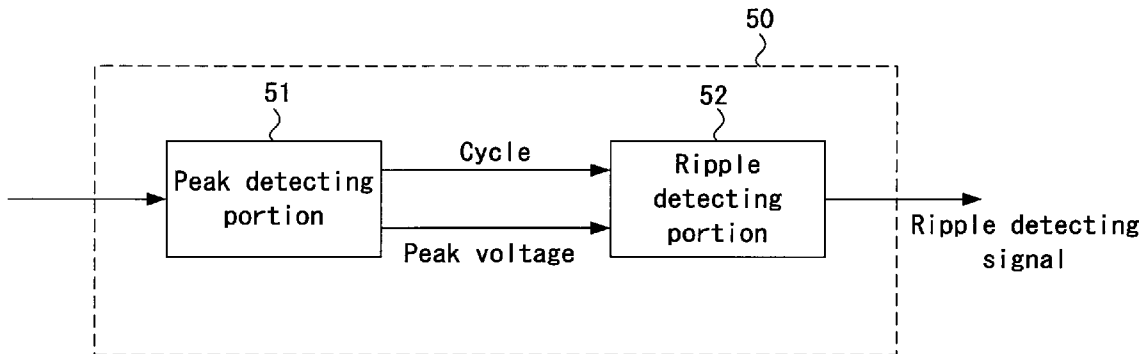 50
51
52
Peak detecting
portion
Cycle
Peak voltage
Ripple
detecting
portion
Ripple detecting
signal